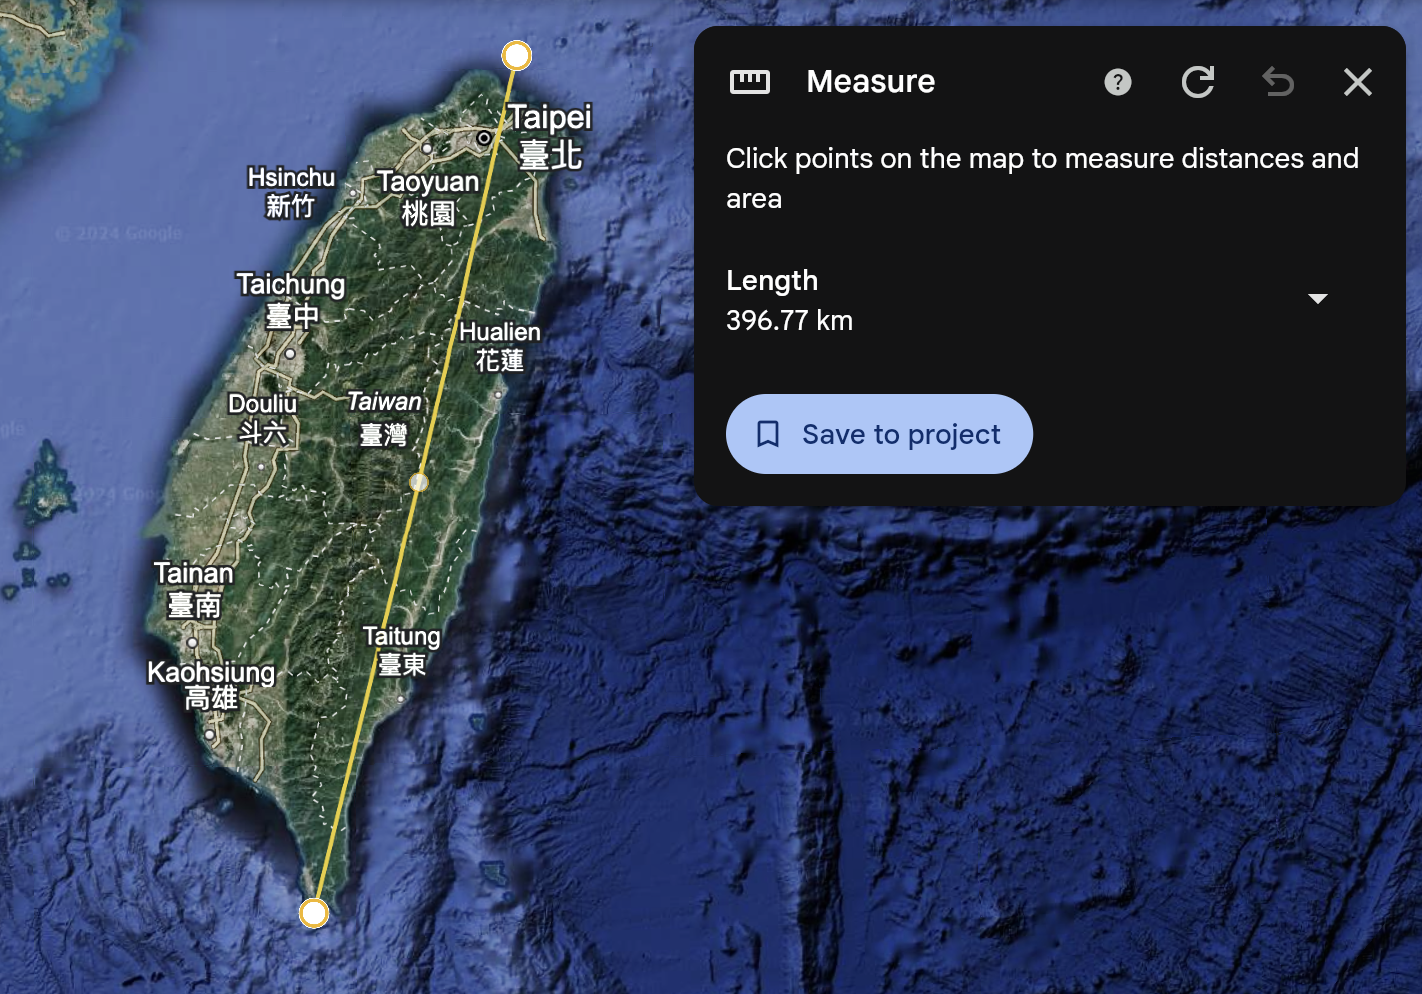 Measure
Click points on the map to measure distances and
area
Length
396.77 km
Save to project
Taipei
臺北
Hsinchu
新竹
Taoyuan
桃園
© 2024 Google
Taichung
臺中
Hualien
花蓮
Douliu
斗六
Taiwan
臺灣
Tainan
臺南
Taitung
臺東
Kaohsiung
高雄